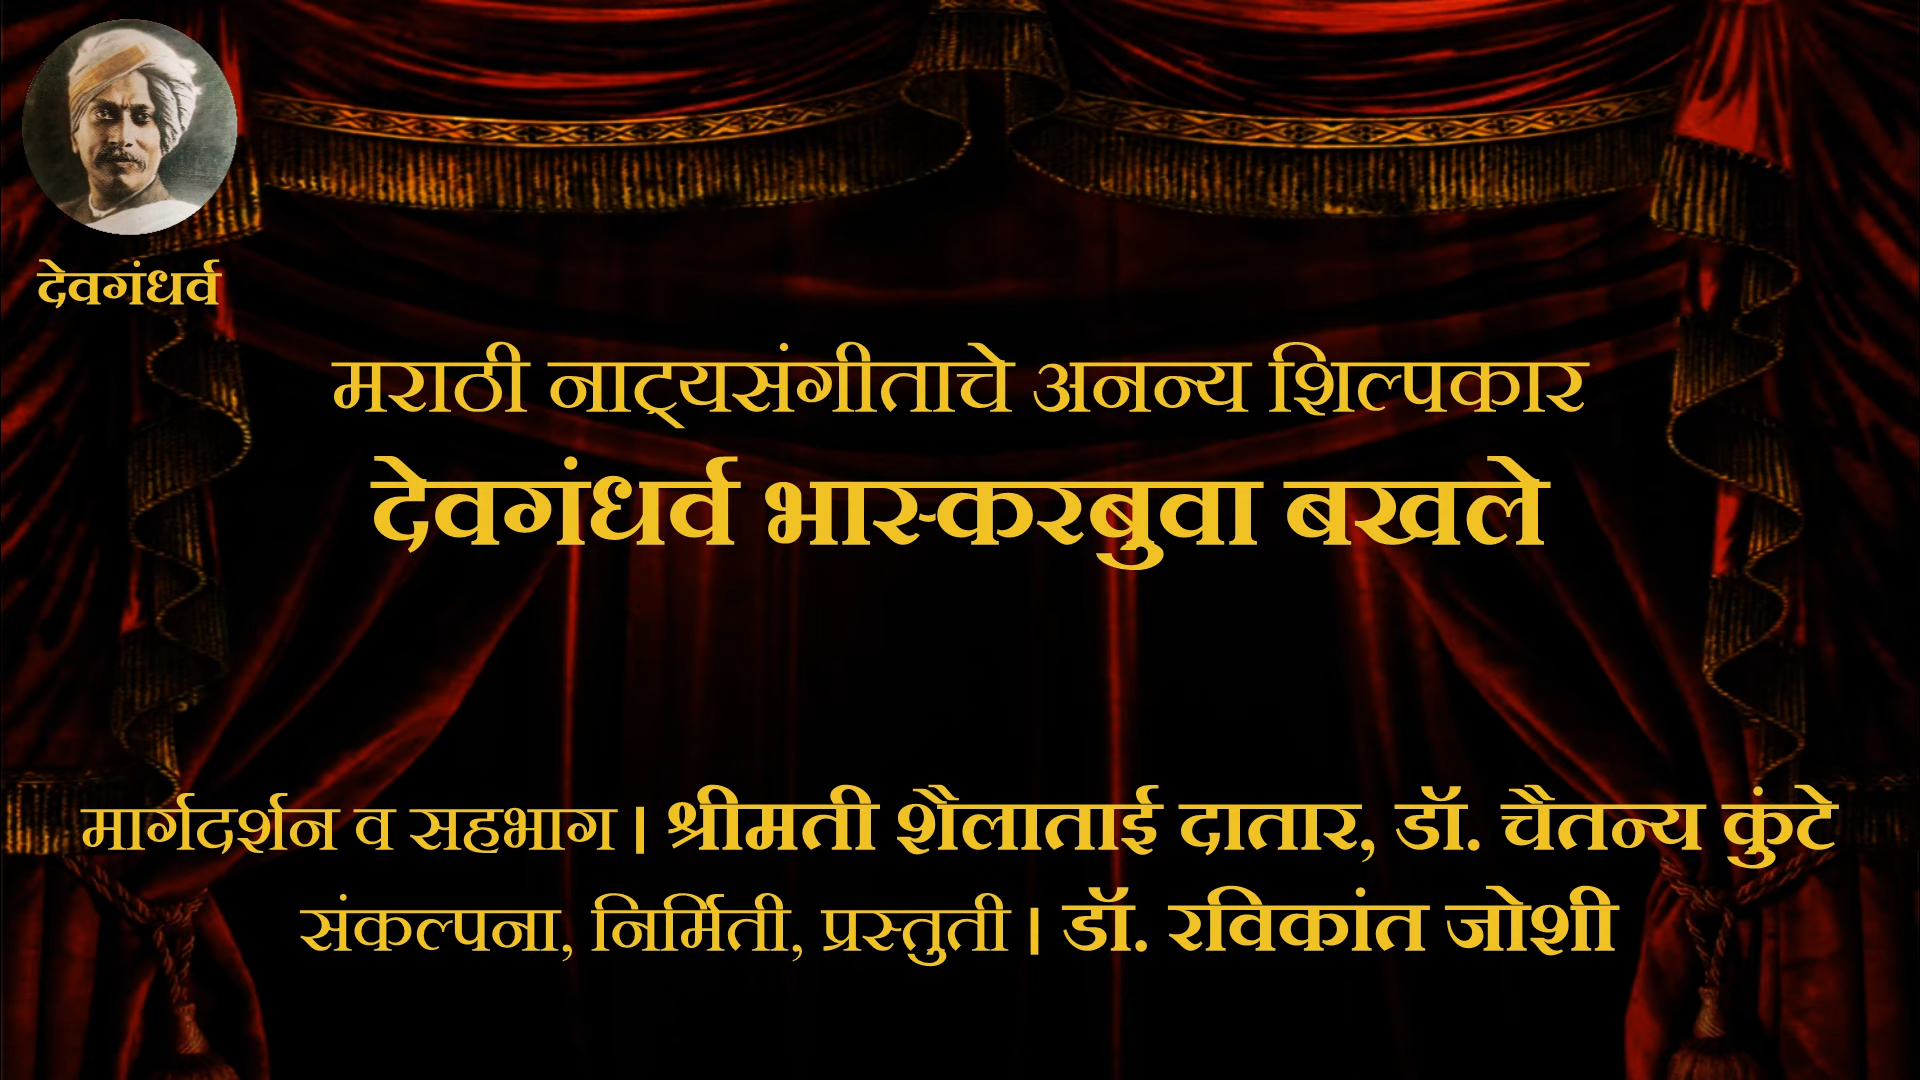 देवगंधर्व
मराठी नाट्यसंगीताचे अनन्य शिल्पकार
देवगंधर्व भास्करबुवा बखले
मार्गदर्शन व सहभाग | श्रीमती शैलाताई दातार, डॉ. चैतन्य कुंटे
संकल्पना, निर्मिती, प्रस्तुती | डॉ. रविकांत जोशी